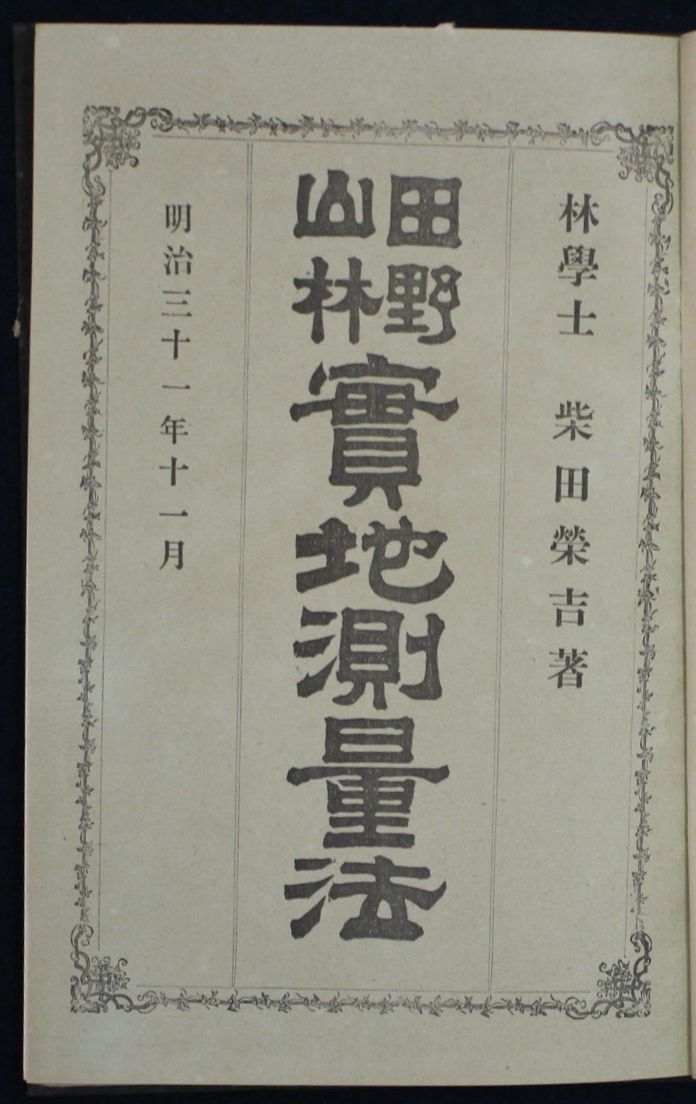 林學士 柴田榮吉著
田野
山林
實地測量法
明治三十一年十一月